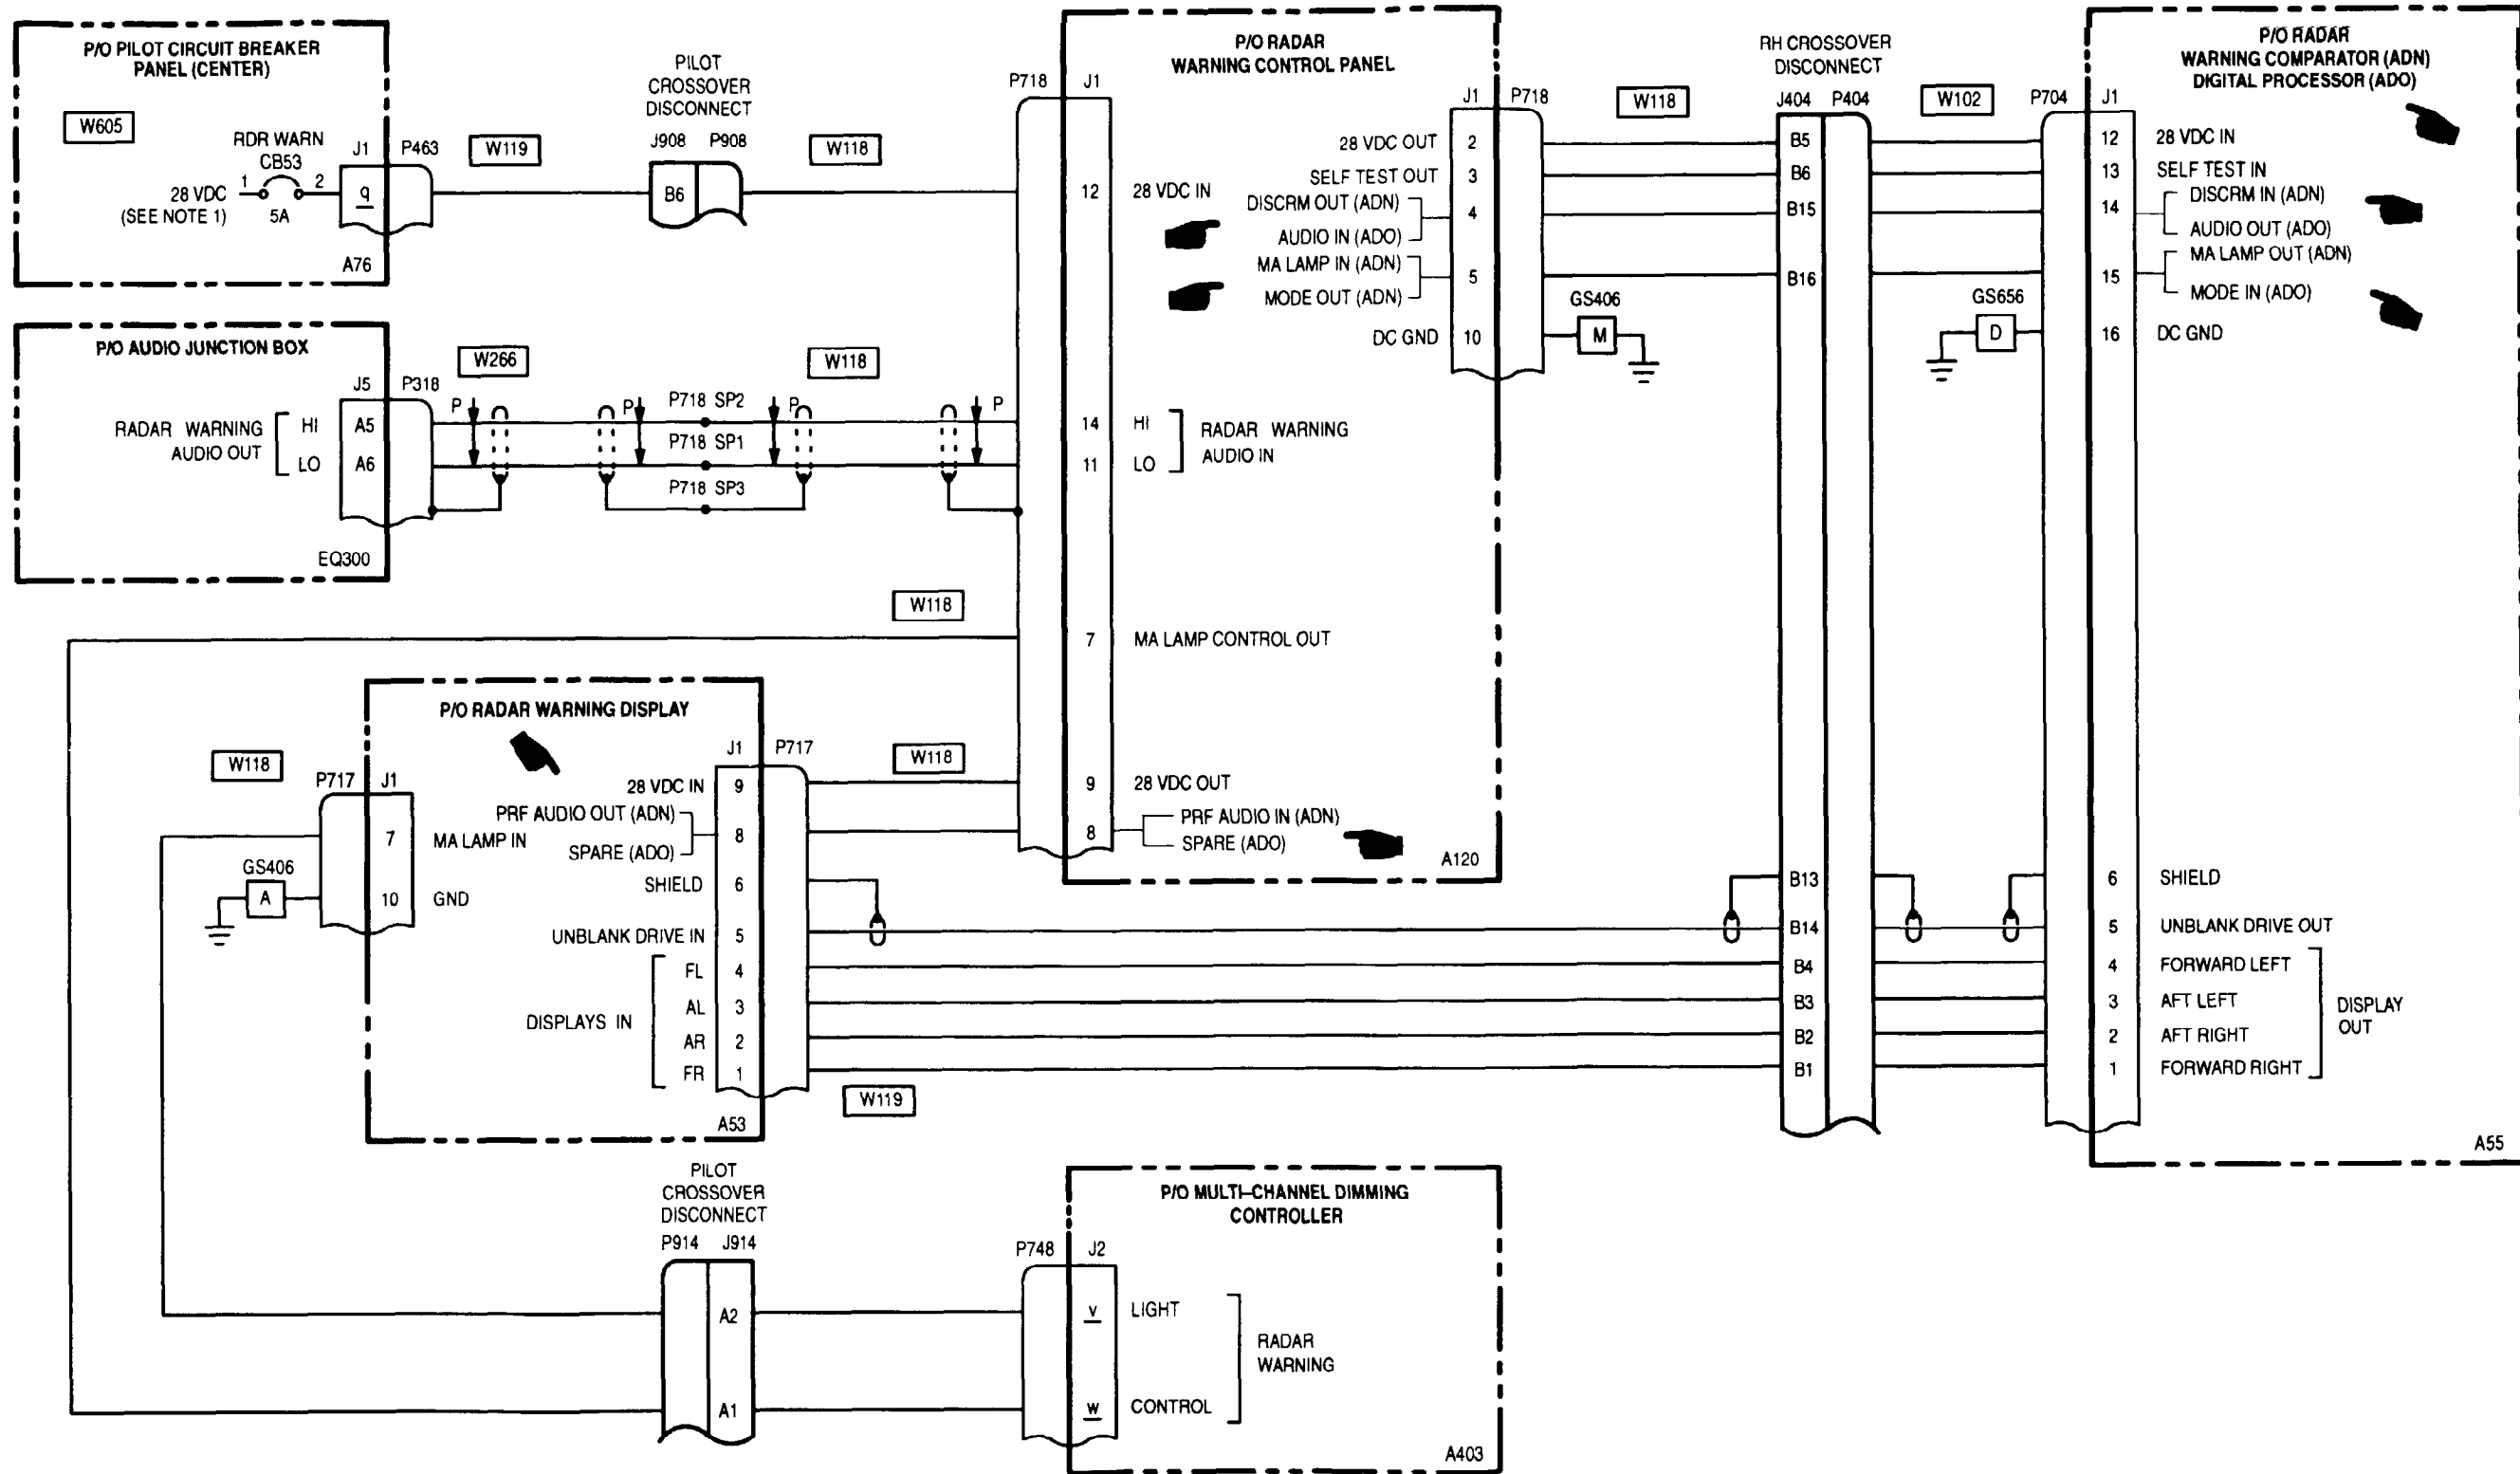 P/O PILOT CIRCUIT BREAKER
PANEL (CENTER)
W605
RDR WARN
CB53
1
2
28 VDC
(SEE NOTE 1)
5A
J1
P463
q
A76
W119
PILOT
CROSSOVER
DISCONNECT
J908 P908
B6
W118
P/O AUDIO JUNCTION BOX
J5
P318
RADAR WARNING
AUDIO OUT
HI
A5
LO
A6
EQ300
W266
W118
P
P
P
P
P718 SP2
P718 SP1
P718 SP3
P/O RADAR
WARNING CONTROL PANEL
P718
J1
12
28 VDC IN
14
HI
11
LO
RADAR WARNING
AUDIO IN
7
MA LAMP CONTROL OUT
9
28 VDC OUT
8
PRF AUDIO IN (ADN)
SPARE (ADO)
A120
J1
P718
28 VDC OUT
2
SELF TEST OUT
3
DISCRM OUT (ADN)
AUDIO IN (ADO)
4
MA LAMP IN (ADN)
MODE OUT (ADN)
5
DC GND
10
GS406
M
W118
RH CROSSOVER
DISCONNECT
J404 P404
B5
B6
B15
B16
B13
B14
B4
B3
B2
B1
W102
P/O RADAR
WARNING COMPARATOR (ADN)
DIGITAL PROCESSOR (ADO)
P704
J1
12
28 VDC IN
13
SELF TEST IN
14
DISCRM IN (ADN)
AUDIO OUT (ADO)
15
MA LAMP OUT (ADN)
MODE IN (ADO)
GS656
D
16
DC GND
6
SHIELD
5
UNBLANK DRIVE OUT
4
FORWARD LEFT
3
AFT LEFT
2
AFT RIGHT
1
FORWARD RIGHT
DISPLAY
OUT
A55
W118
P/O RADAR WARNING DISPLAY
W118
P717
J1
7
MA LAMP IN
10
GND
GS406
A
J1
P717
W118
28 VDC IN
9
PRF AUDIO OUT (ADN)
SPARE (ADO)
8
SHIELD
6
UNBLANK DRIVE IN
5
DISPLAYS IN
FL
4
AL
3
AR
2
FR
1
A53
W119
PILOT
CROSSOVER
DISCONNECT
P914 J914
A2
A1
P/O MULTI-CHANNEL DIMMING
CONTROLLER
P748
J2
v
LIGHT
w
CONTROL
RADAR
WARNING
A403